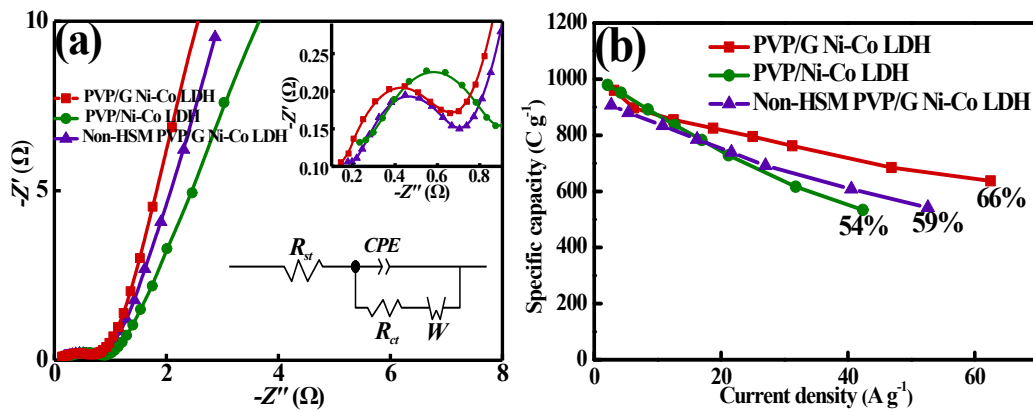 (a)
10
5
0
-Z' (Ω)
0 2 4 6 8
-Z'' (Ω)
PVP/G Ni-Co LDH
PVP/Ni-Co LDH
Non-HSM PVP/G Ni-Co LDH
0.30
0.25
0.20
0.15
0.10
-Z' (Ω)
0.2 0.4 0.6 0.8
-Z'' (Ω)
R_st
CPE
R_ct
W
(b)
1200
1000
800
600
400
200
0
Specific capacity (C g⁻¹)
PVP/G Ni-Co LDH
PVP/Ni-Co LDH
Non-HSM PVP/G Ni-Co LDH
54% 59% 66%
0 20 40 60
Current density (A g⁻¹)